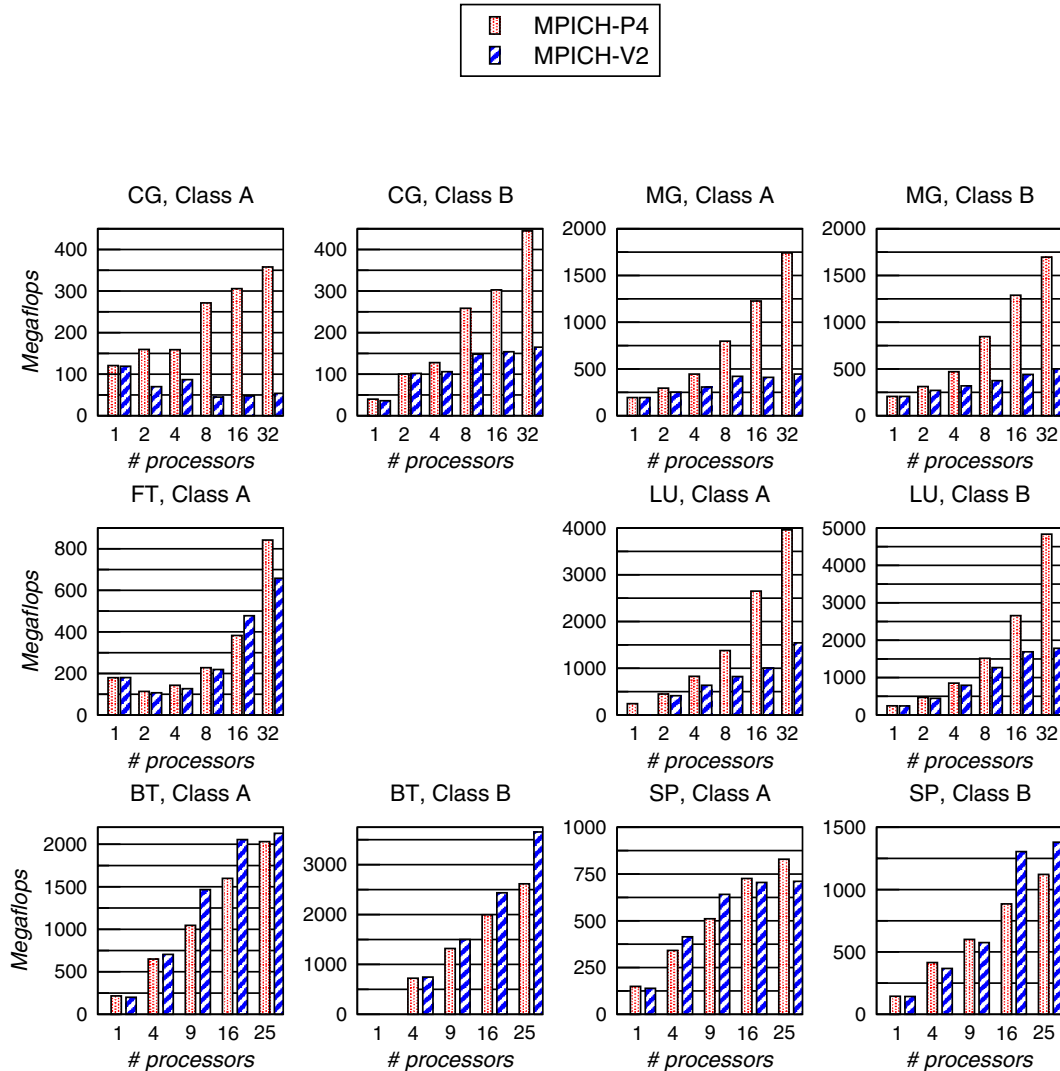 MPICH-P4
MPICH-V2
CG, Class A
CG, Class B
MG, Class A
MG, Class B
Megaflops
400
300
200
100
0
1 2 4 8 16 32
# processors
400
300
200
100
0
1 2 4 8 16 32
# processors
2000
1500
1000
500
0
1 2 4 8 16 32
# processors
2000
1500
1000
500
0
1 2 4 8 16 32
# processors
FT, Class A
LU, Class A
LU, Class B
Megaflops
800
600
400
200
0
1 2 4 8 16 32
# processors
4000
3000
2000
1000
0
1 2 4 8 16 32
# processors
5000
4000
3000
2000
1000
0
1 2 4 8 16 32
# processors
BT, Class A
BT, Class B
SP, Class A
SP, Class B
Megaflops
2000
1500
1000
500
0
1 4 9 16 25
# processors
3000
2000
1000
0
1 4 9 16 25
# processors
1000
750
500
250
0
1 4 9 16 25
# processors
1500
1000
500
0
1 4 9 16 25
# processors